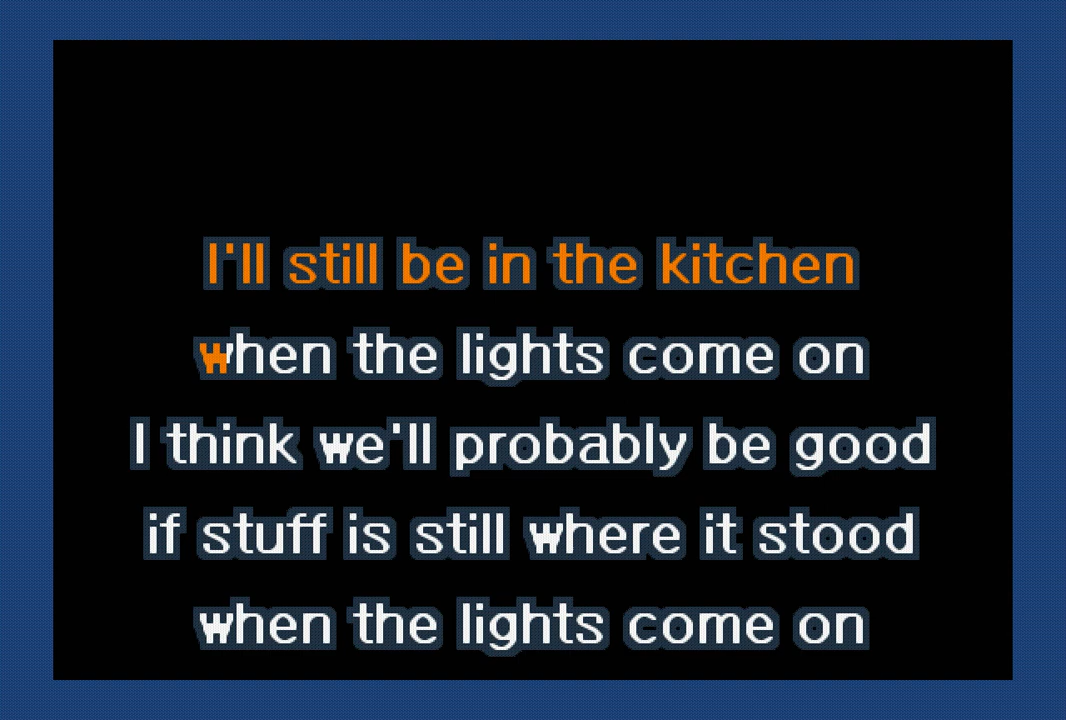 I'll still be in the kitchen
when the lights come on
I think we'll probably be good
if stuff is still where it stood
when the lights come on